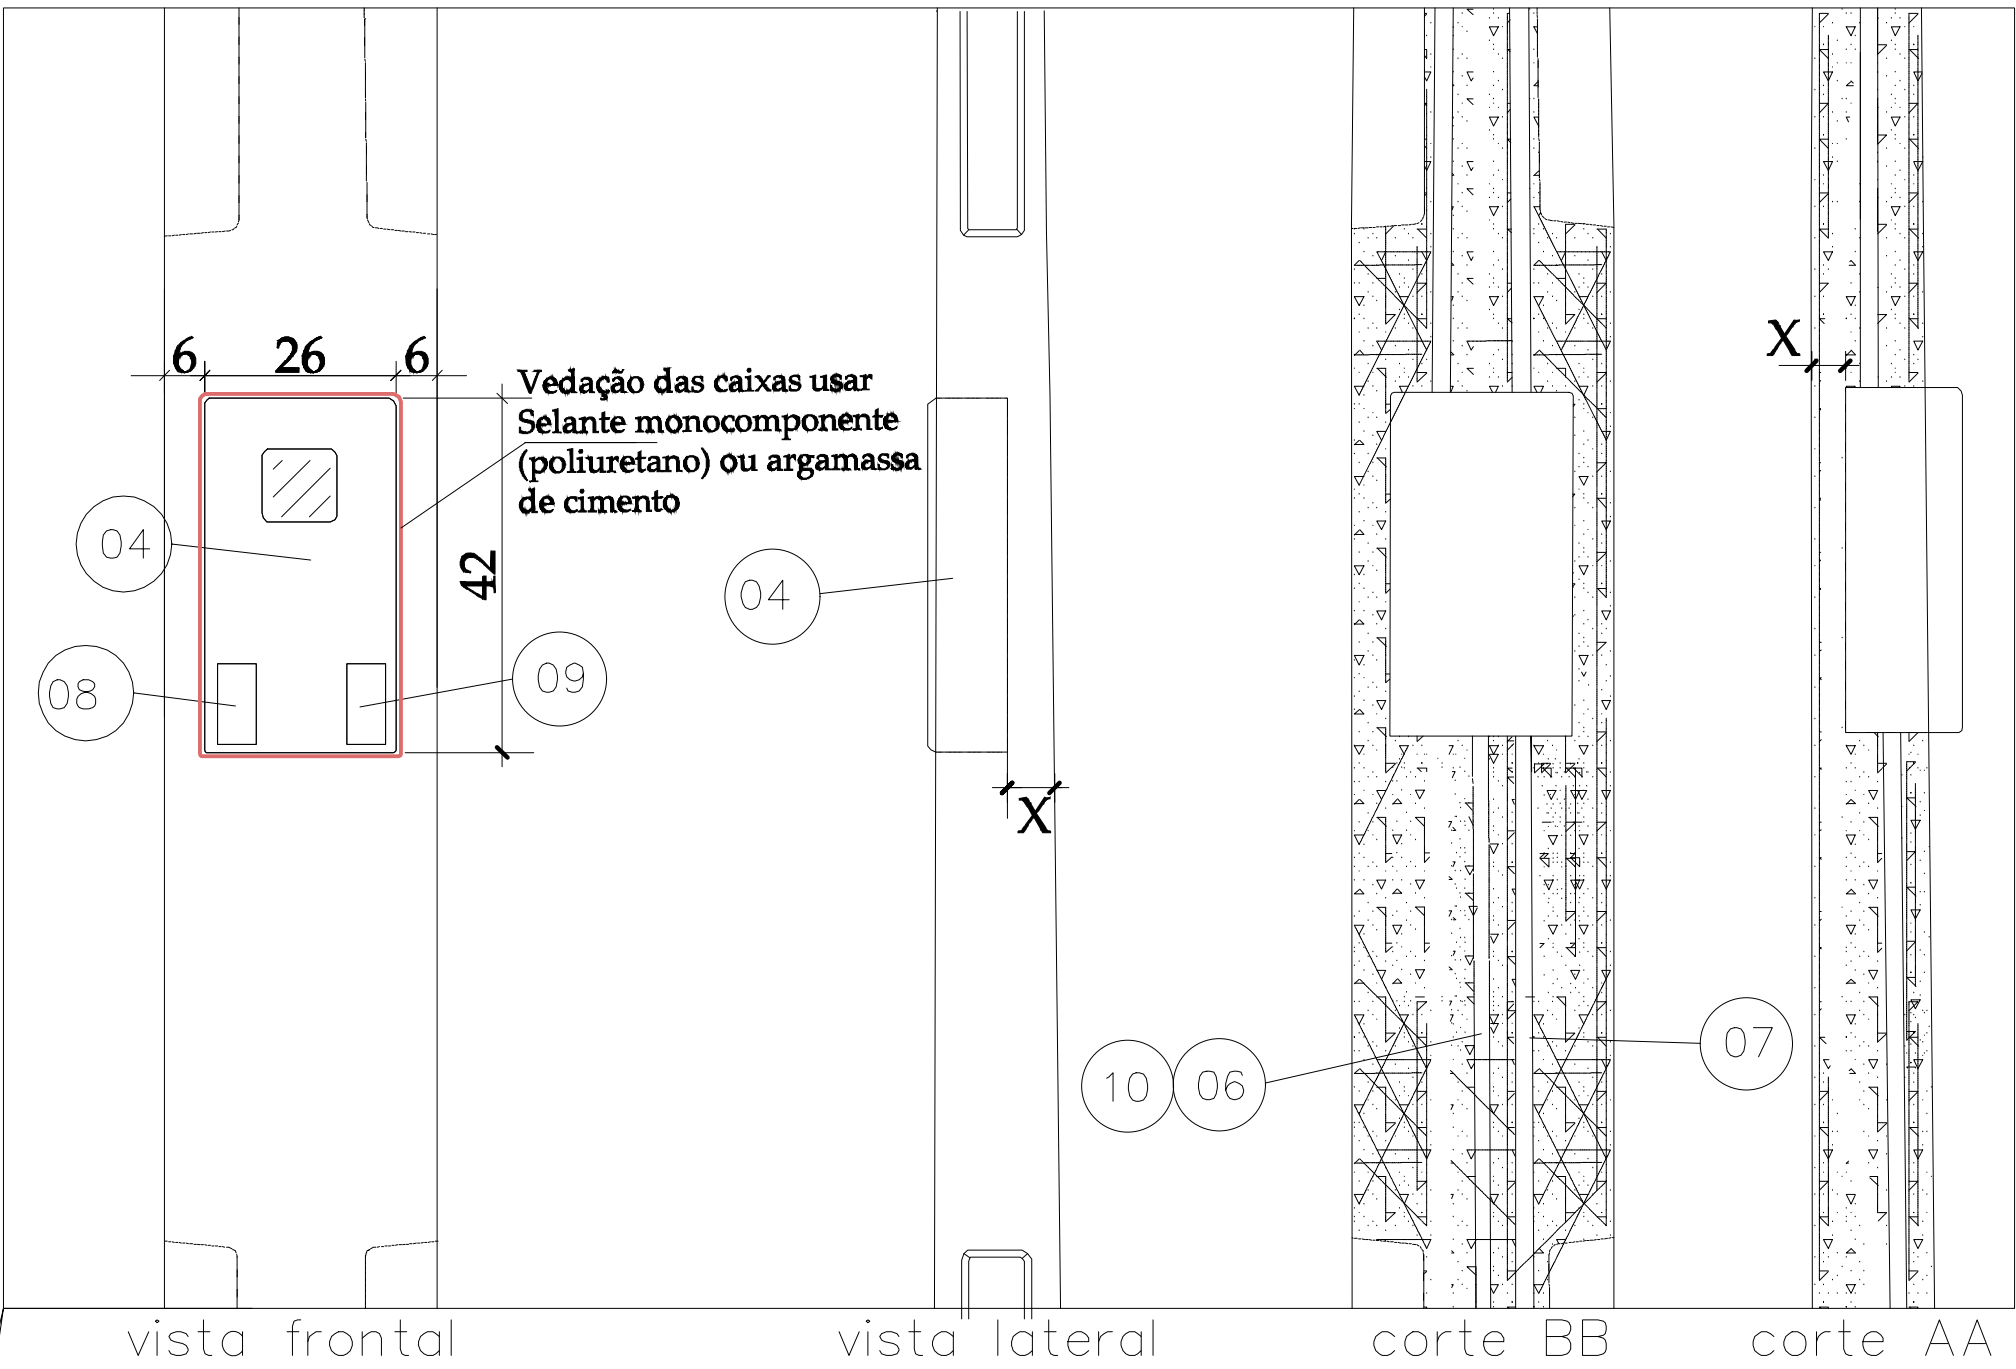 6 26 6
Vedação das caixas usar
Selante monocomponente
(poliuretano) ou argamassa
de cimento
04
42
08
09
04
X
X
10 06
07
vista frontal
vista lateral
corte BB
corte AA